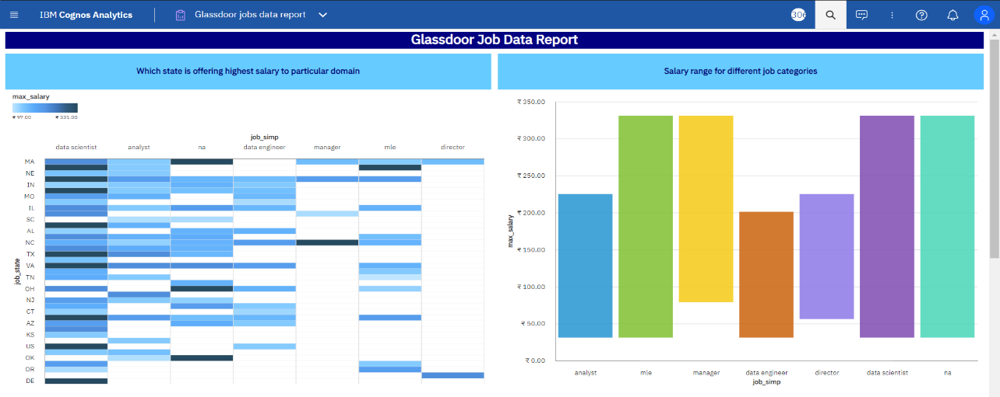 IBM Cognos Analytics
Glassdoor jobs data report
306
Glassdoor Job Data Report
Which state is offering highest salary to particular domain
max_salary
₹ 97.00 ₹ 331.00
job_simp
data scientist analyst na data engineer manager mle director
job_state
MA
NE
IN
MO
IL
SC
AL
NC
TX
VA
TN
OH
NJ
CT
AZ
KS
US
OK
OR
DE
Salary range for different job categories
max_salary
₹ 350.00
₹ 300.00
₹ 250.00
₹ 200.00
₹ 150.00
₹ 100.00
₹ 50.00
₹ 0.00
analyst mle manager data engineer director data scientist na
job_simp